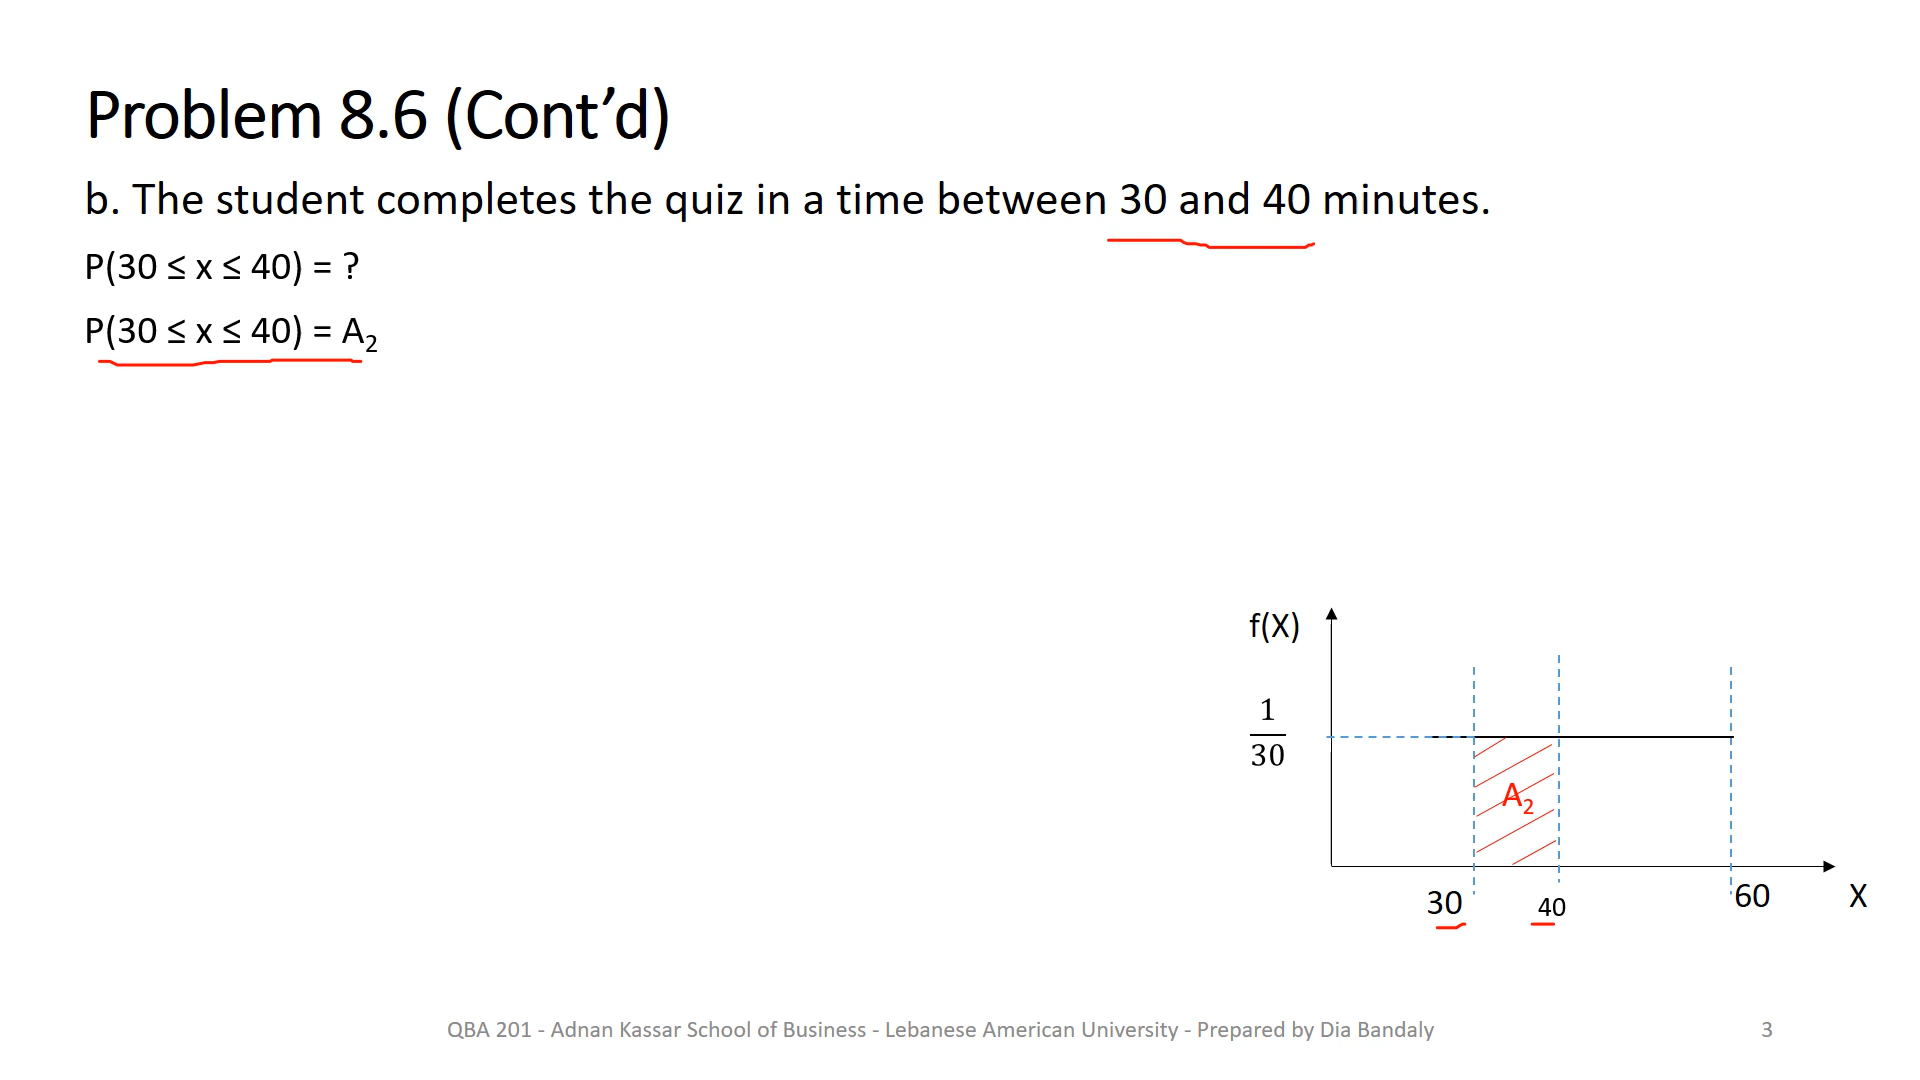 Problem 8.6 (Cont’d)
b. The student completes the quiz in a time between 30 and 40 minutes.
P(30 ≤ x ≤ 40) = ?
P(30 ≤ x ≤ 40) = A₂
f(X)
1
30
A₂
30
40
60
X
QBA 201 - Adnan Kassar School of Business - Lebanese American University - Prepared by Dia Bandaly
3